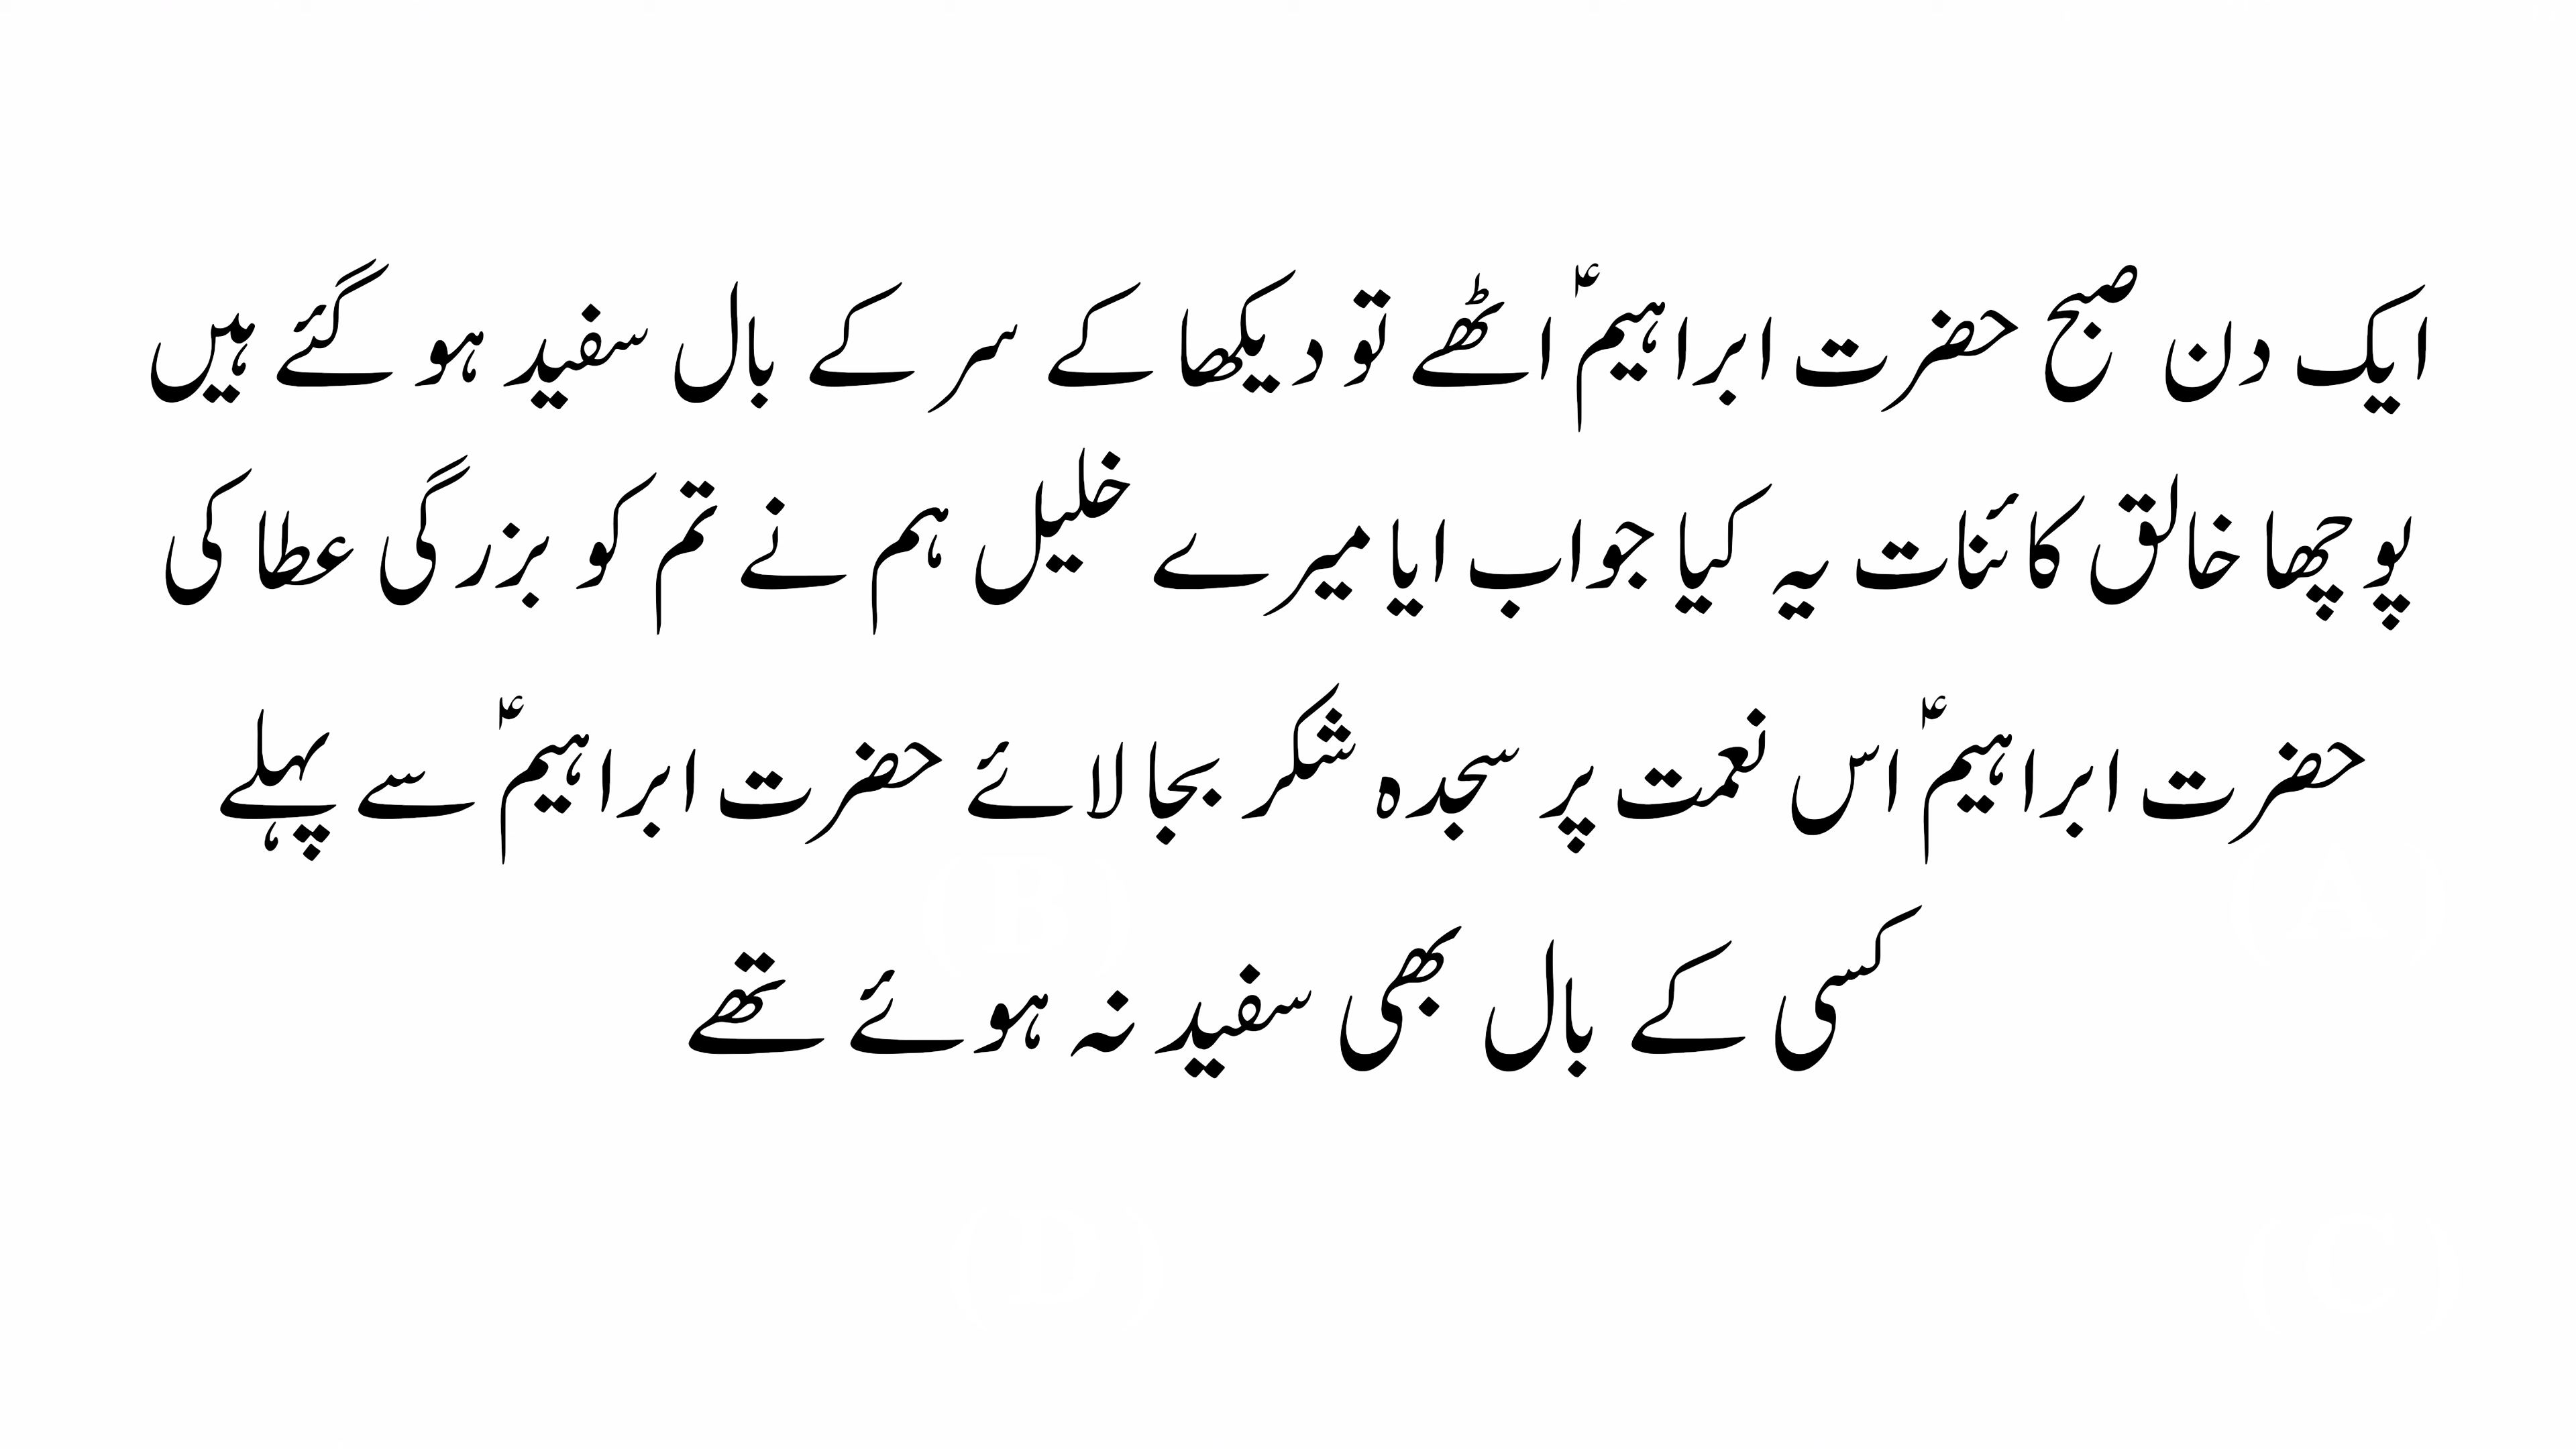 ایک دن صبح حضرت ابراہیمؑ اٹھے تو دیکھا کے سر کے بال سفید ہو گئے ہیں
پوچھا خالق کائنات یہ کیا جواب ایا میرے خلیل ہم نے تم کو بزرگی عطا کی
حضرت ابراہیمؑ اس نعمت پر سجدہ شکر بجا لائے حضرت ابراہیمؑ سے پہلے
کسی کے بال بھی سفید نہ ہوئے تھے